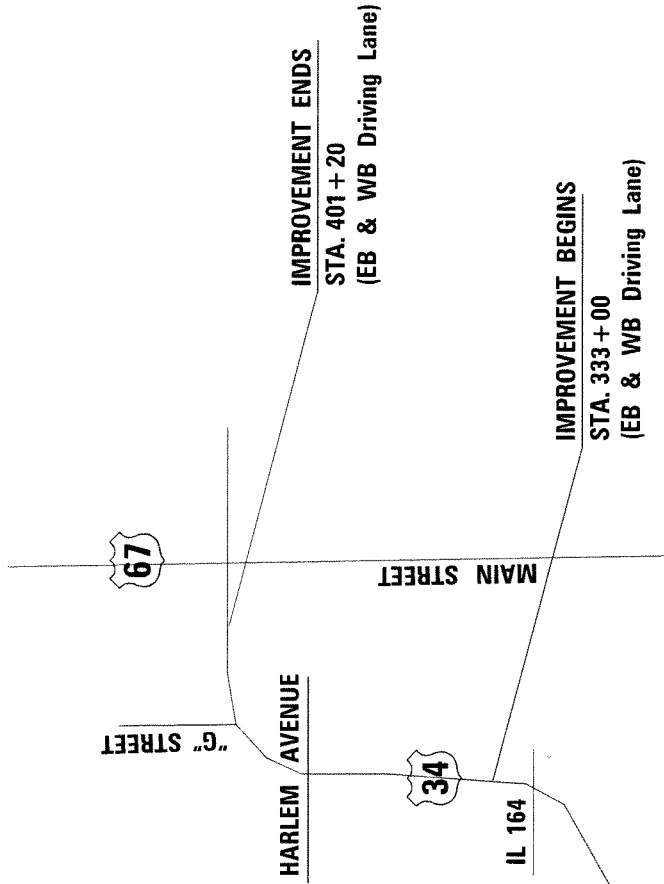 67
"G" STREET
MAIN STREET
HARLEM AVENUE
34
IL 164
IMPROVEMENT ENDS
STA. 401+20
(EB & WB Driving Lane)
IMPROVEMENT BEGINS
STA. 333+00
(EB & WB Driving Lane)